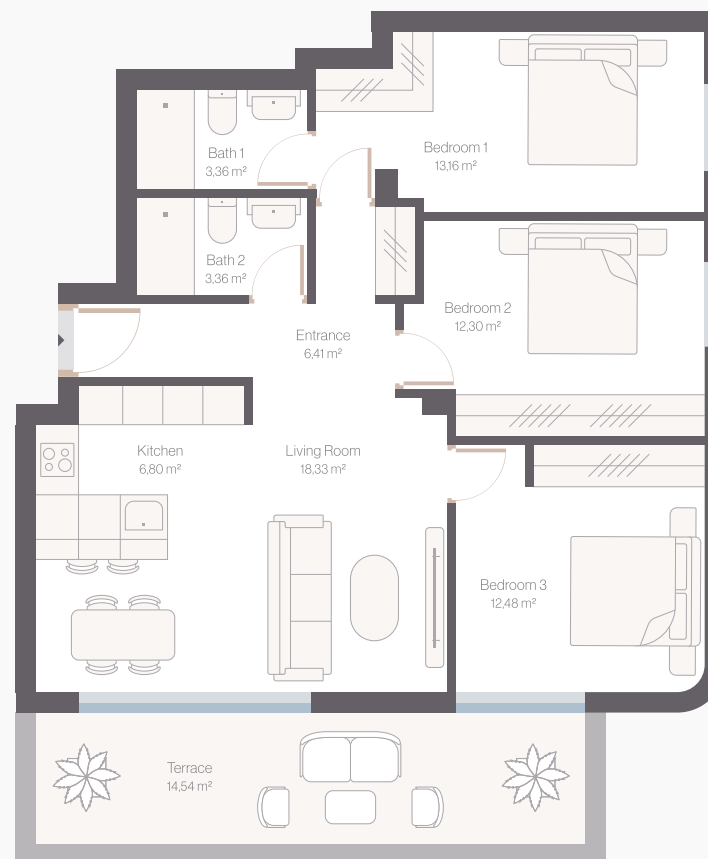 Bath 1
3,36 m²
Bedroom 1
13,16 m²
Bath 2
3,36 m²
Bedroom 2
12,30 m²
Entrance
6,41 m²
Kitchen
6,80 m²
Living Room
18,33 m²
Bedroom 3
12,48 m²
Terrace
14,54 m²